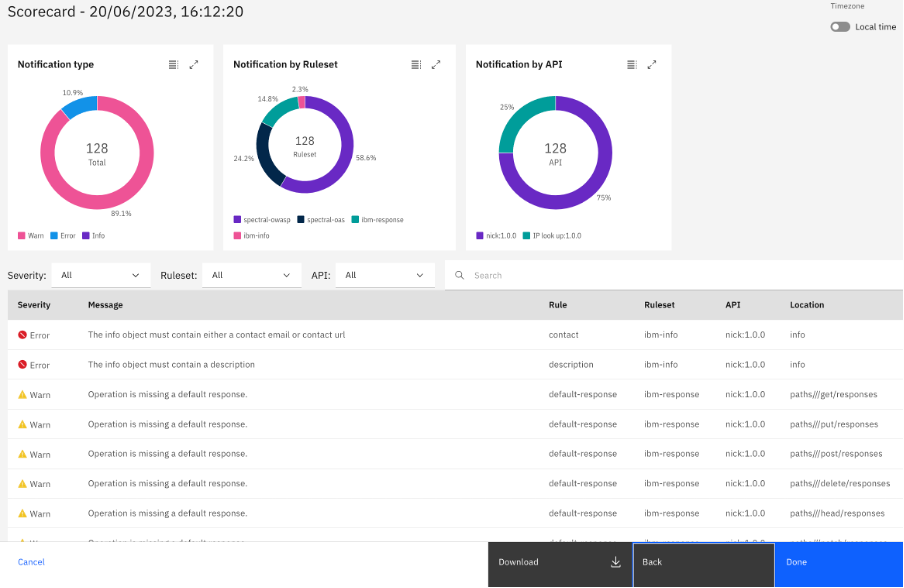 Scorecard - 20/06/2023, 16:12:20
Timezone
Local time
Notification type
10.9%
128
Total
89.1%
Warn Error Info
Notification by Ruleset
2.3%
14.8%
24.2%
128
Ruleset
58.6%
spectral-owasp spectral-oas ibm-response
ibm-info
Notification by API
25%
128
API
75%
nick:1.0.0 IP look up:1.0.0
Severity: All Ruleset: All API: All Search
Severity Message Rule Ruleset API Location
Error The info object must contain either a contact email or contact url contact ibm-info nick:1.0.0 info
Error The info object must contain a description description ibm-info nick:1.0.0 info
Warn Operation is missing a default response. default-response ibm-response nick:1.0.0 paths///get/responses
Warn Operation is missing a default response. default-response ibm-response nick:1.0.0 paths///put/responses
Warn Operation is missing a default response. default-response ibm-response nick:1.0.0 paths///post/responses
Warn Operation is missing a default response. default-response ibm-response nick:1.0.0 paths///delete/responses
Warn Operation is missing a default response. default-response ibm-response nick:1.0.0 paths///head/responses
Cancel Download Back Done